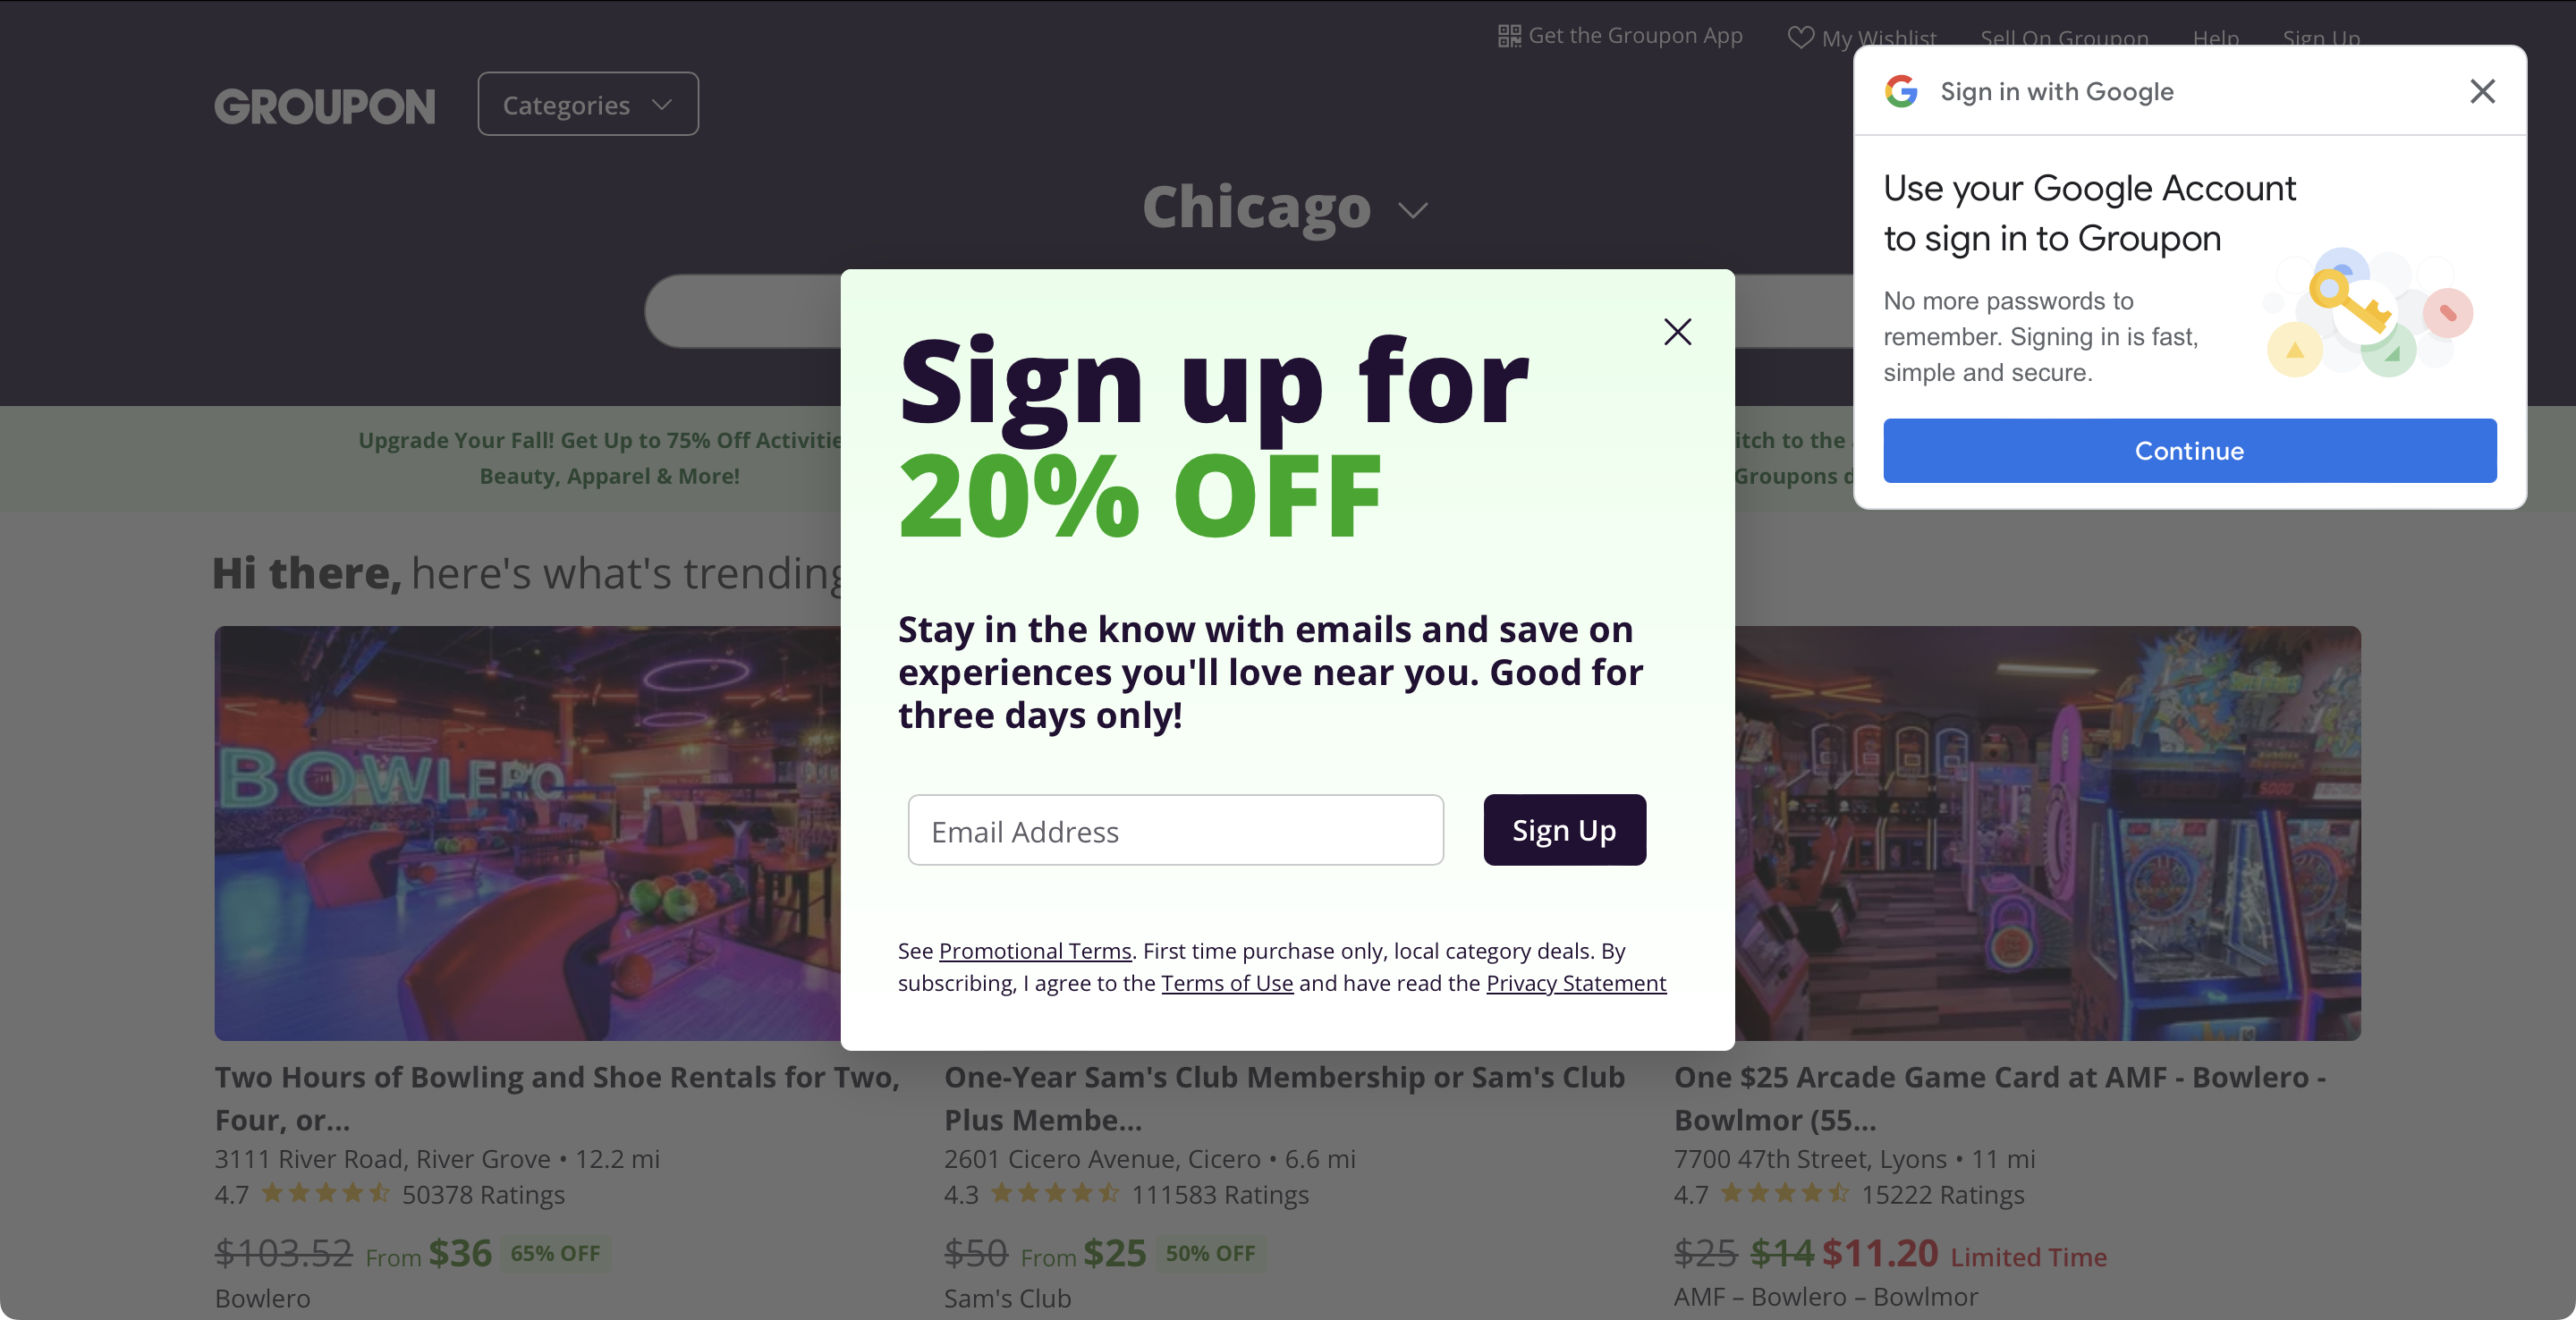 Get the Groupon App
My Wishlist
Sell On Groupon
Help
Sign Up
GROUPON
Categories
Chicago
Sign in with Google
Use your Google Account
to sign in to Groupon
No more passwords to
remember. Signing in is fast,
simple and secure.
Continue
Upgrade Your Fall! Get Up to 75% Off
Beauty, Apparel & More!
to the
Groupons
Sign up for
20% OFF
Stay in the know with emails and save on
experiences you'll love near you. Good for
three days only!
Email Address
Sign Up
See Promotional Terms. First time purchase only, local category deals. By
subscribing, I agree to the Terms of Use and have read the Privacy Statement
Hi there, here's what's trending
BOWLERO
Two Hours of Bowling and Shoe Rentals for Two,
Four, or...
3111 River Road, River Grove • 12.2 mi
4.7 50378 Ratings
$103.52 From $36 65% OFF
Bowlero
One-Year Sam's Club Membership or Sam's Club
Plus Membe...
2601 Cicero Avenue, Cicero • 6.6 mi
4.3 111583 Ratings
$50 From $25 50% OFF
Sam's Club
One $25 Arcade Game Card at AMF - Bowlero -
Bowlmor (55...
7700 47th Street, Lyons • 11 mi
4.7 15222 Ratings
$25 $14 $11.20 Limited Time
AMF – Bowlero – Bowlmor